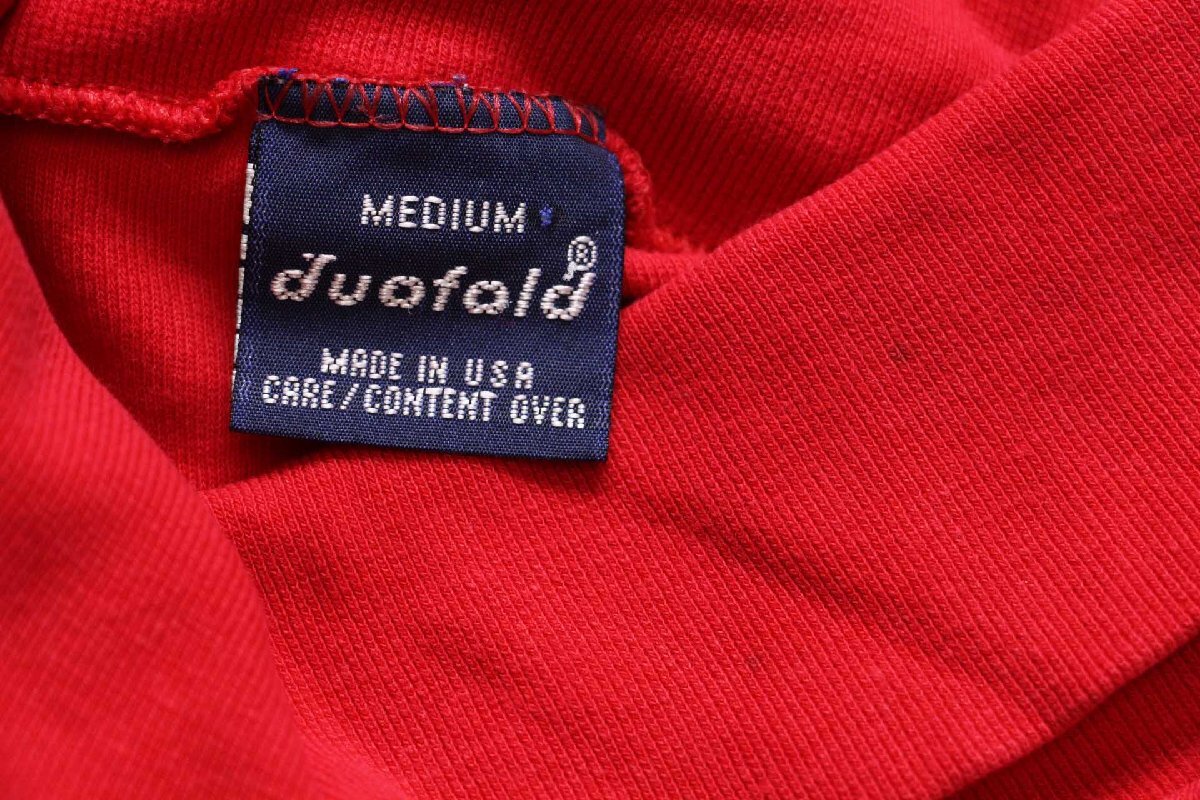 MEDIUM
duofold®
MADE IN USA
CARE/CONTENT OVER